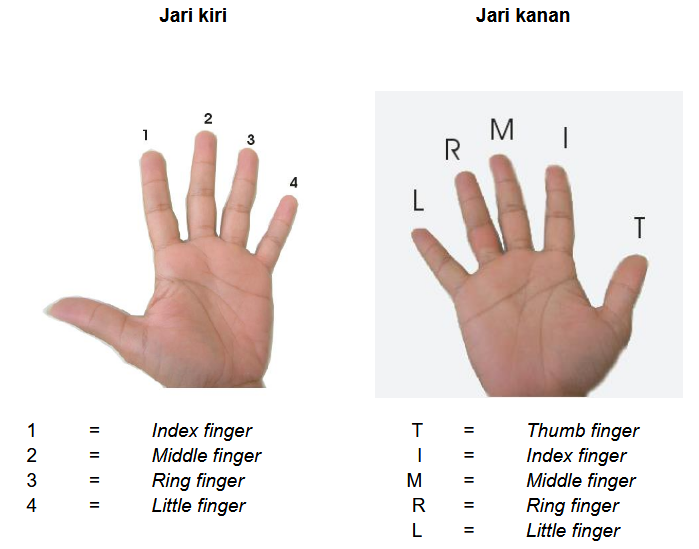 Jari kiri
Jari kanan
1
2
3
4
L
R
M
I
T
1 = Index finger
2 = Middle finger
3 = Ring finger
4 = Little finger
T = Thumb finger
I = Index finger
M = Middle finger
R = Ring finger
L = Little finger